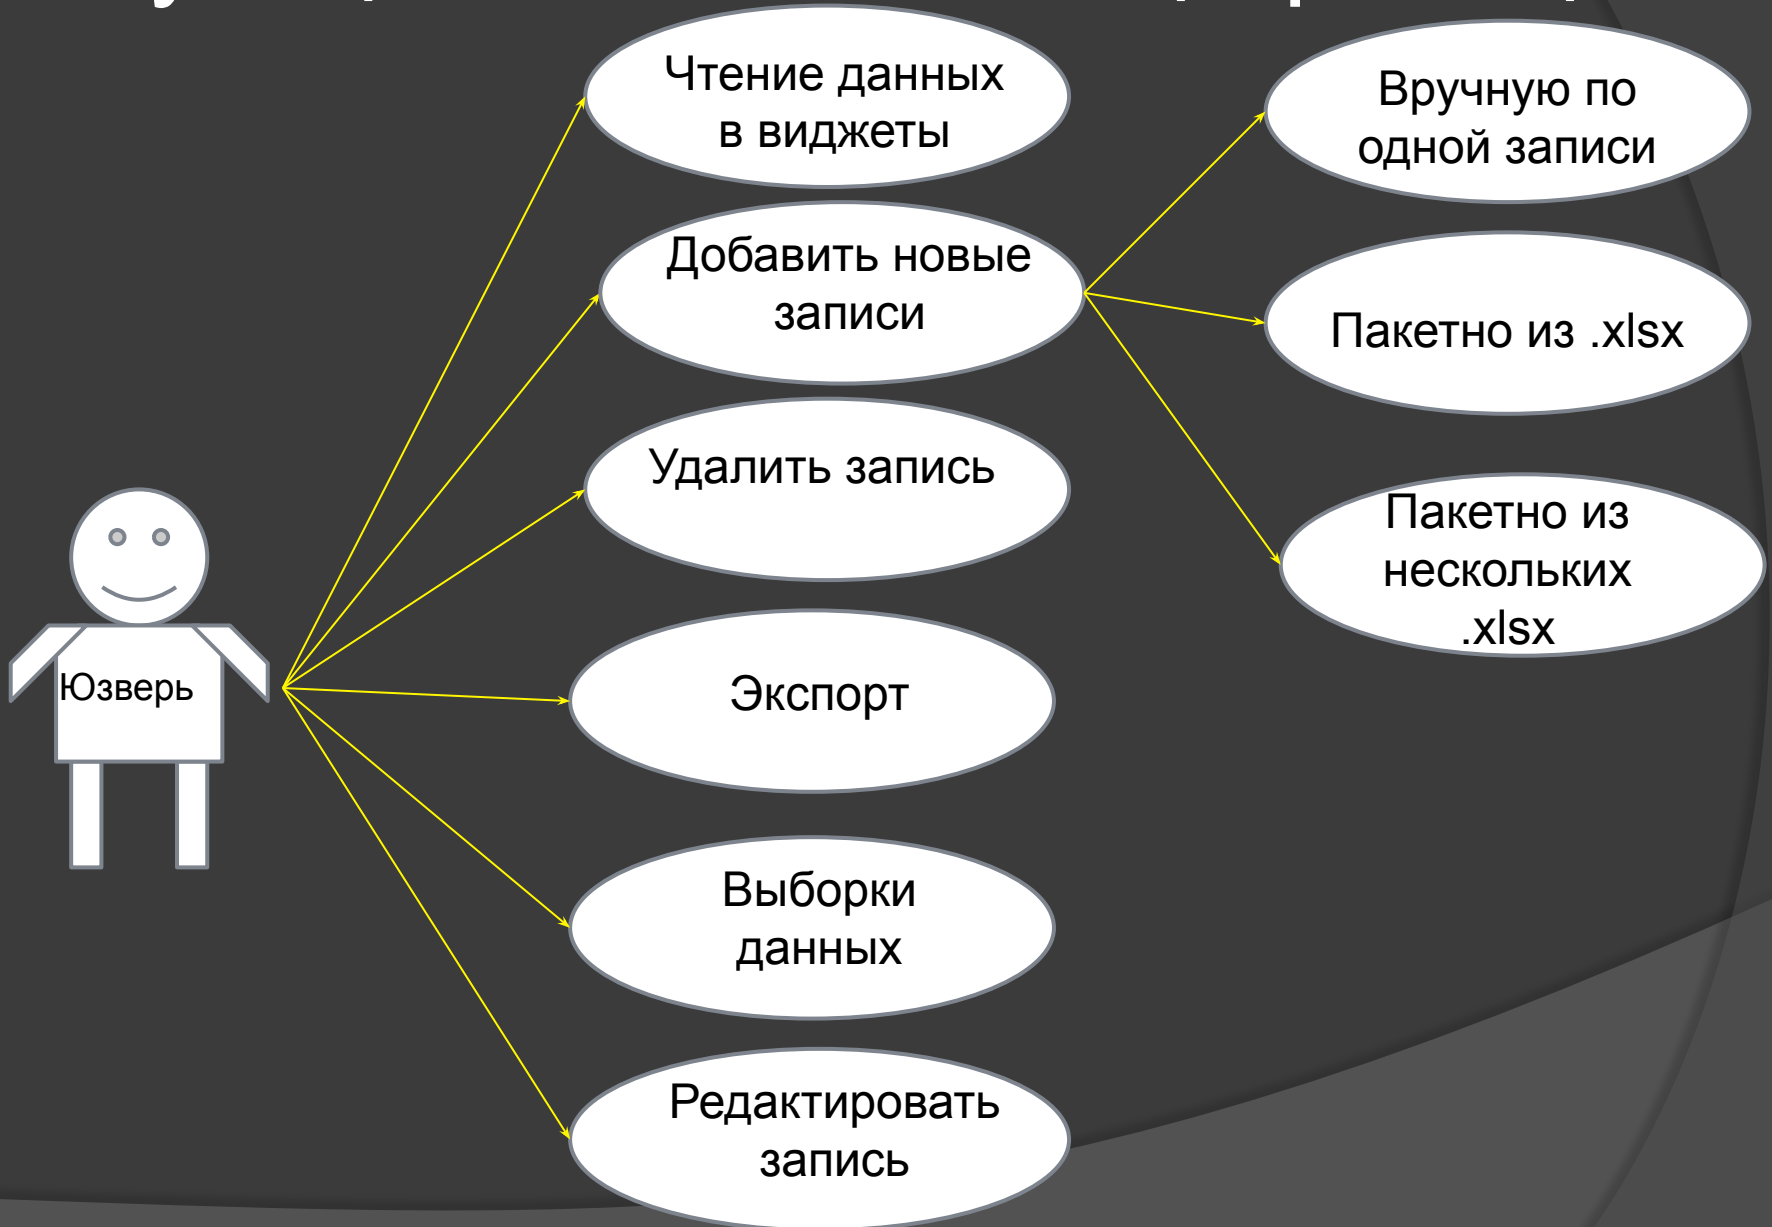 Чтение данных
в виджеты
Вручную по
одной записи
Добавить новые
записи
Пакетно из .xlsx
Удалить запись
Пакетно из
нескольких
.xlsx
Юзверь
Экспорт
Выборки
данных
Редактировать
запись